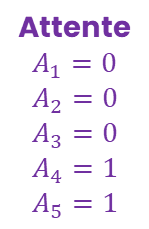 Attente
A₁ = 0
A₂ = 0
A₃ = 0
A₄ = 1
A₅ = 1